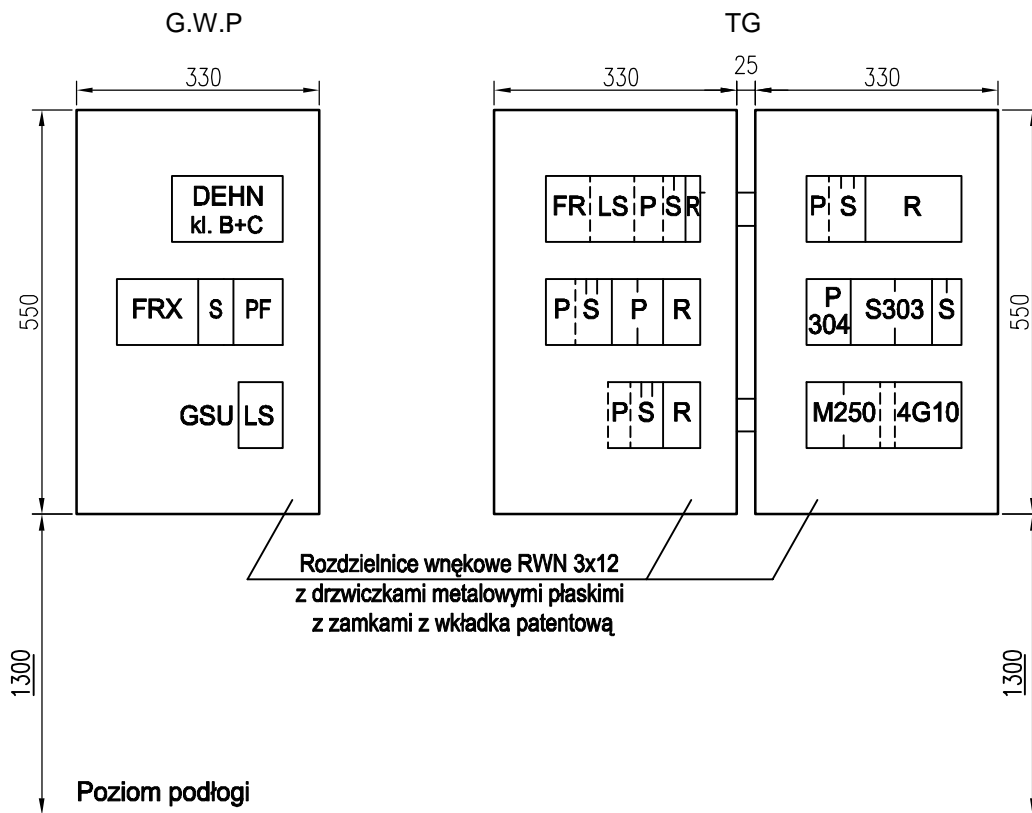 G.W.P
TG
330
330
25
330
DEHN
kl. B+C
FR LS P S R
P S R
550
FRX S PF
P S P R
P
304 S303 S
550
GSU LS
P S R
M250 4G10
Rozdzielnice wnękowe RWN 3x12
z drzwiczkami metalowymi płaskimi
z zamkami z wkładka patentową
1300
1300
Poziom podłogi